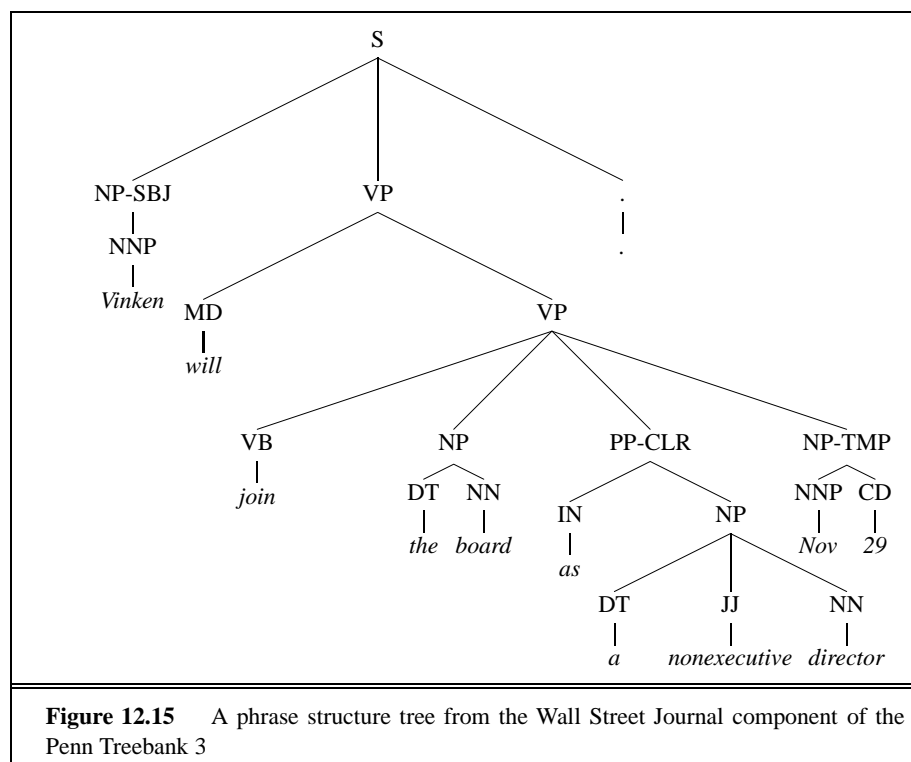 S
NP-SBJ VP .
NNP .
Vinken MD VP
will
VB NP PP-CLR NP-TMP
join DT NN IN NP NNP CD
the board as Nov 29
DT JJ NN
a nonexecutive director
Figure 12.15 A phrase structure tree from the Wall Street Journal component of the
Penn Treebank 3